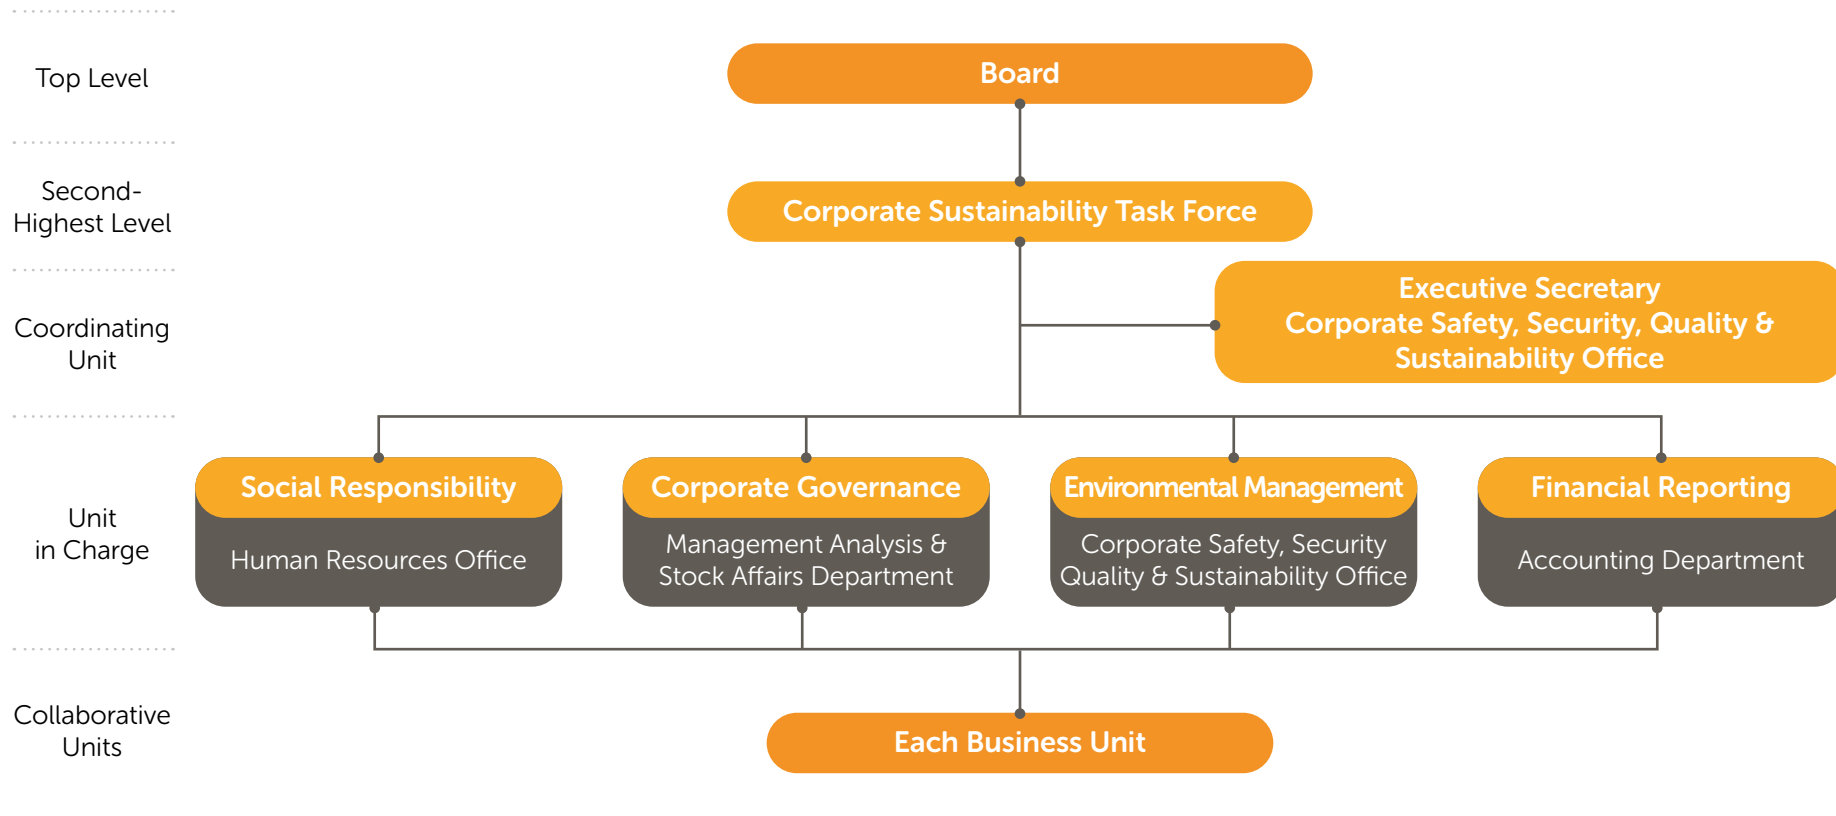 Top Level
Board
Second-
Highest Level
Corporate Sustainability Task Force
Coordinating
Unit
Executive Secretary
Corporate Safety, Security, Quality &
Sustainability Office
Unit
in Charge
Social Responsibility
Human Resources Office
Corporate Governance
Management Analysis &
Stock Affairs Department
Environmental Management
Corporate Safety, Security
Quality & Sustainability Office
Financial Reporting
Accounting Department
Collaborative
Units
Each Business Unit